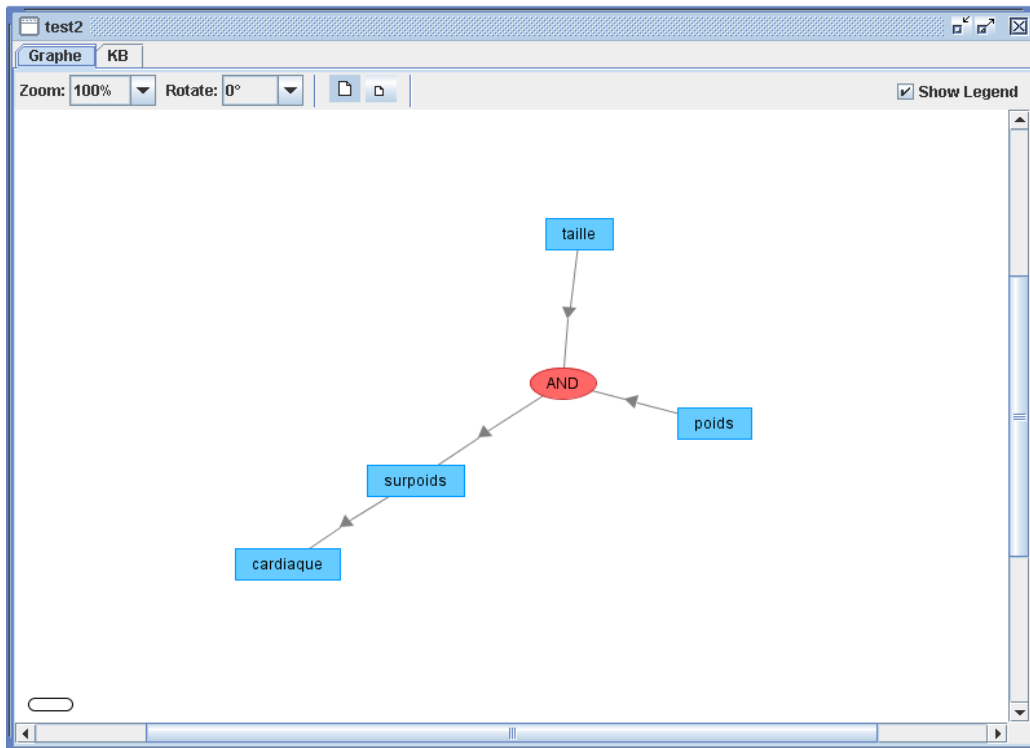 test2
Graphe KB
Zoom: 100% Rotate: 0° Show Legend
taille
AND
poids
surpoids
cardiaque